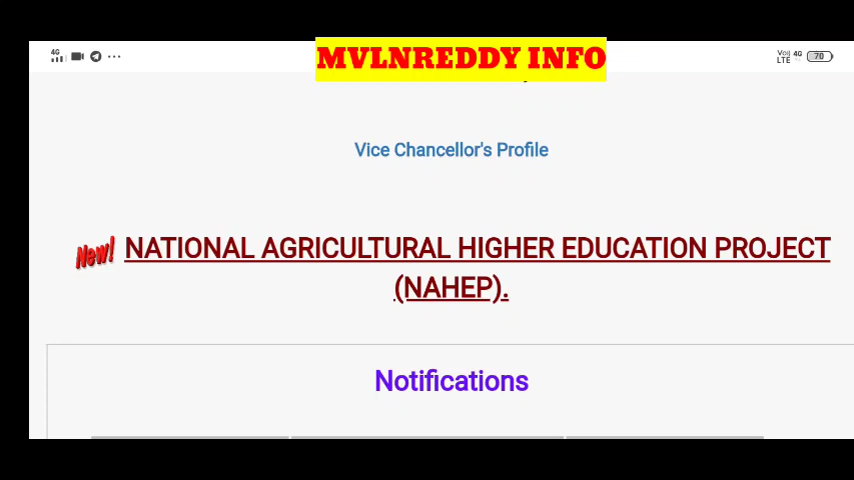 4G
MVLNREDDY INFO
Vo)) 4G
LTE
70
Vice Chancellor's Profile
New! NATIONAL AGRICULTURAL HIGHER EDUCATION PROJECT
(NAHEP).
Notifications